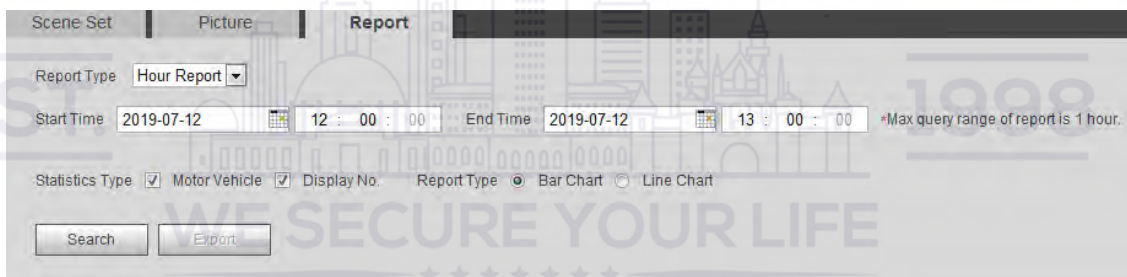 Scene Set Picture Report
Report Type Hour Report
Start Time 2019-07-12 12 : 00 : 00 End Time 2019-07-12 13 : 00 : 00 *Max query range of report is 1 hour.
EST. 1998
Statistics Type Motor Vehicle Display No. Report Type Bar Chart Line Chart
WE SECURE YOUR LIFE
Search Export